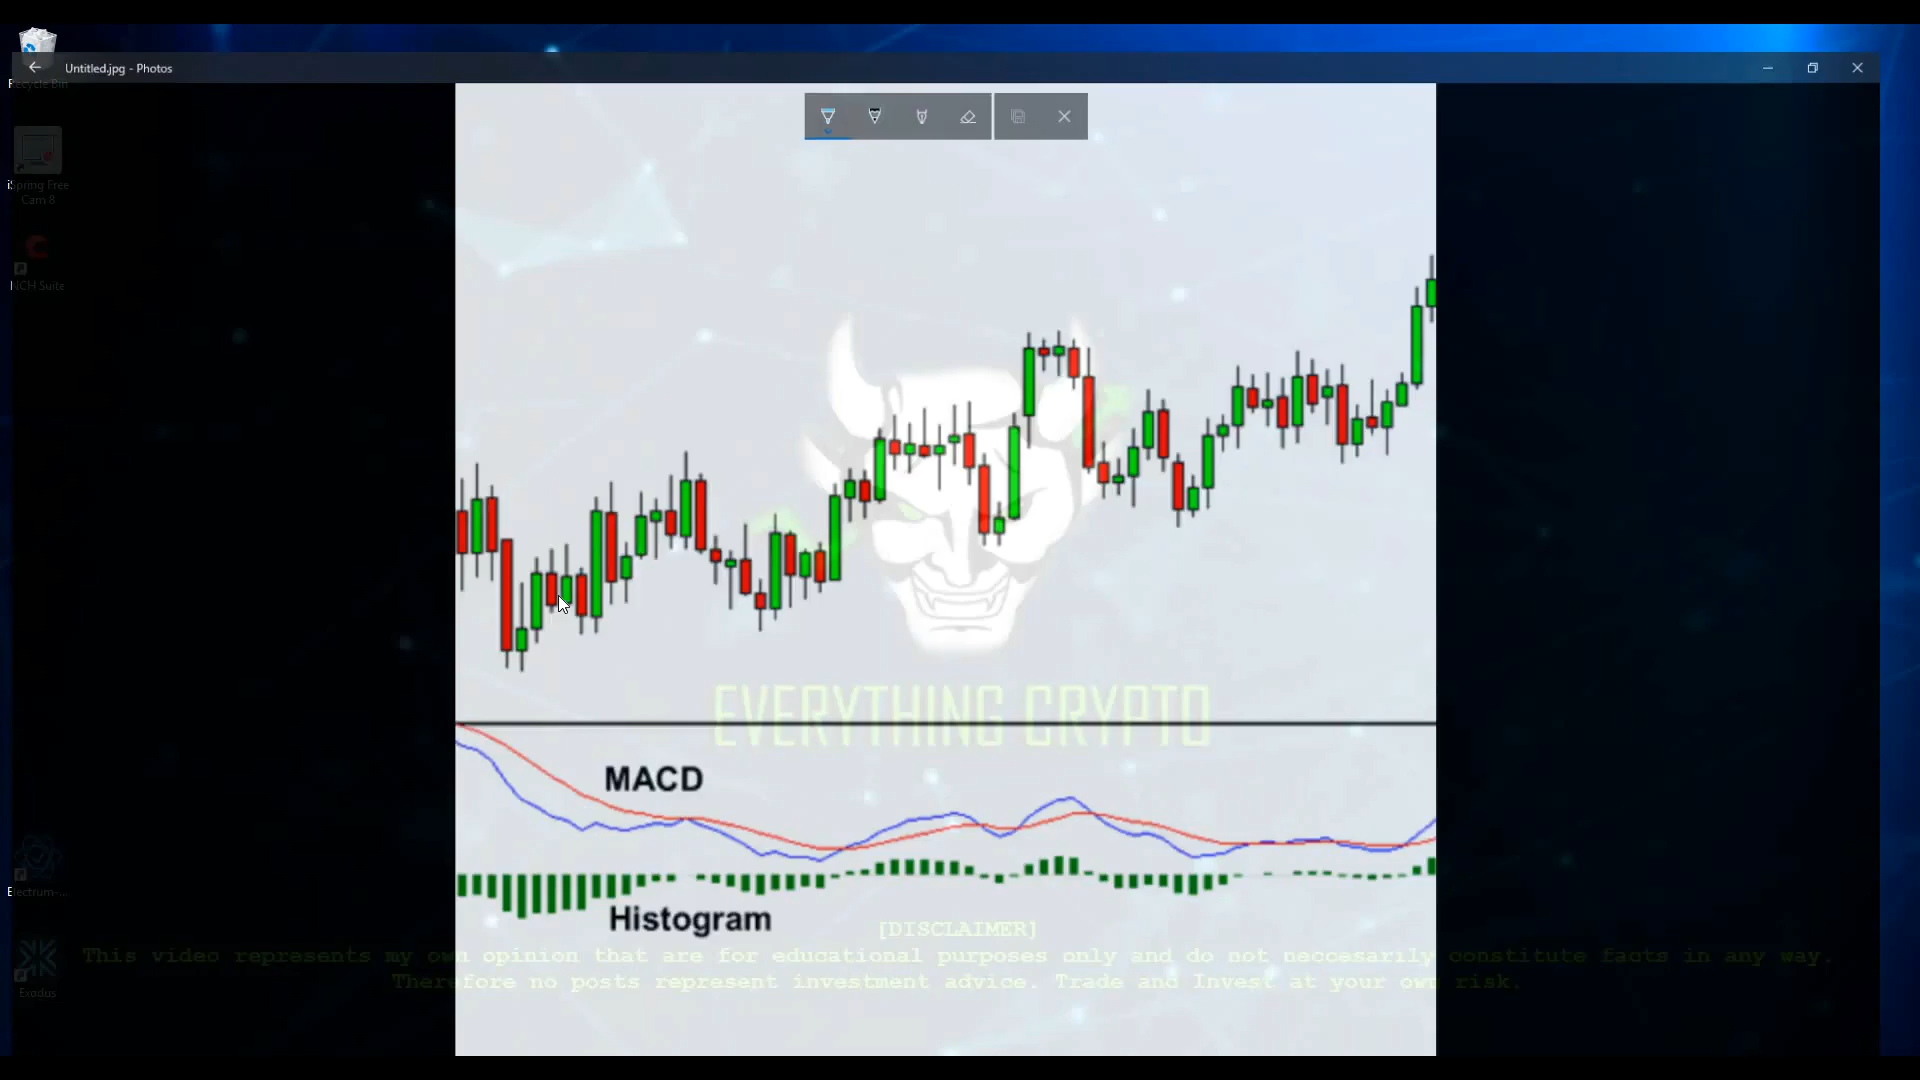 Recycle Bin
Untitled.jpg - Photos
iSpring Free
Cam 8
NCH Suite
EVERYTHING CRYPTO
MACD
Histogram
Electrum-...
[DISCLAIMER]
This video represents my own opinion that are for educational purposes only and do not neccesarily constitute facts in any way.
Therefore no posts represent investment advice. Trade and Invest at your own risk.
Exodus